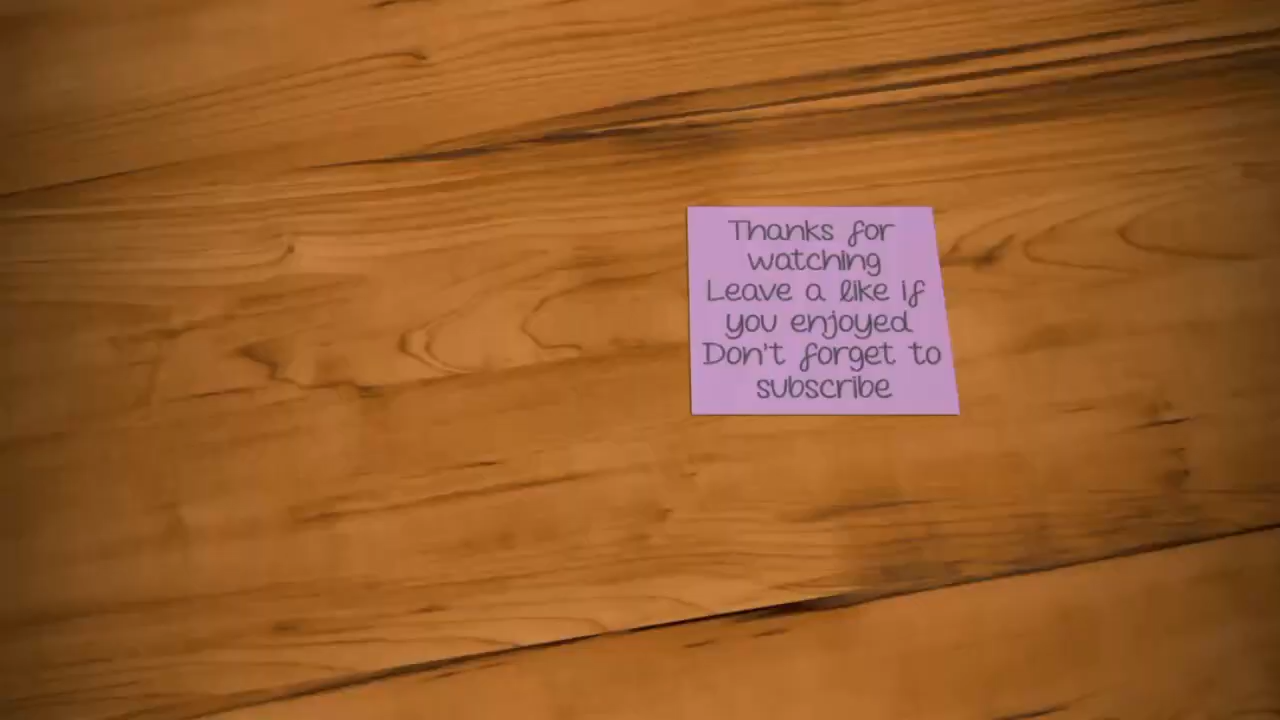 Thanks for
watching
Leave a like if
you enjoyed
Don't forget to
subscribe